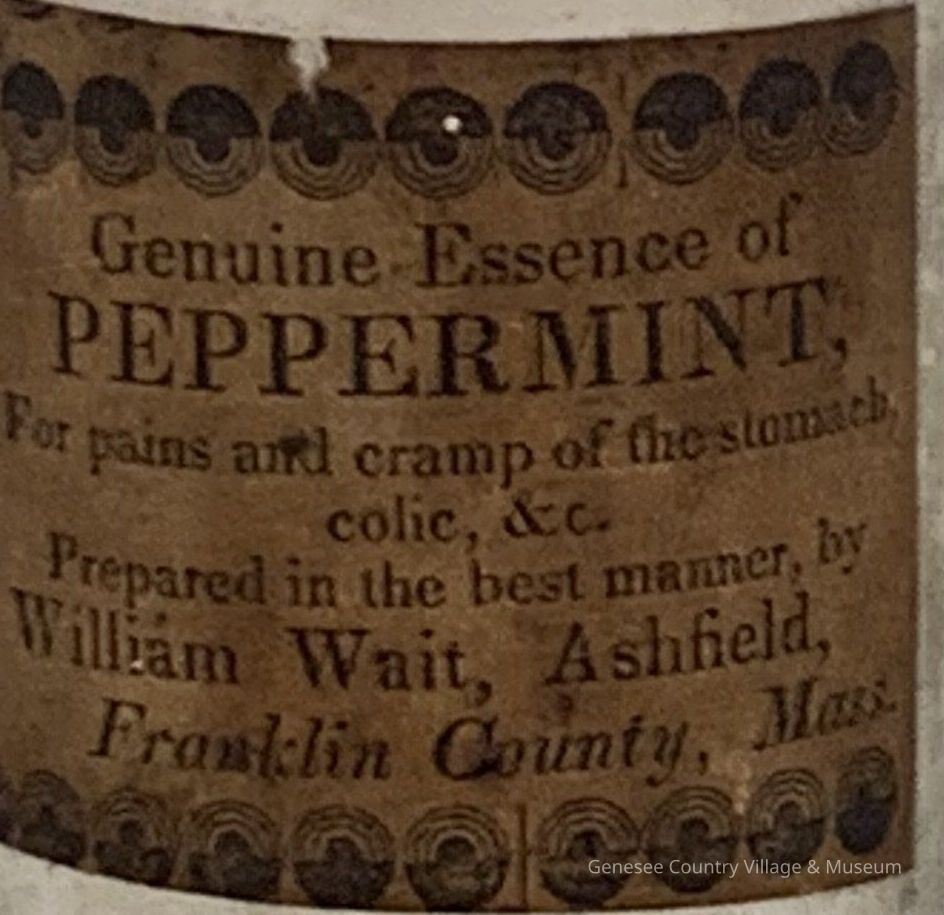 Genuine Essence of
PEPPERMINT,
For pains and cramp of the stomach,
colic, &c.
Prepared in the best manner, by
William Wait, Ashfield,
Franklin County, Mass.
Genesee Country Village & Museum